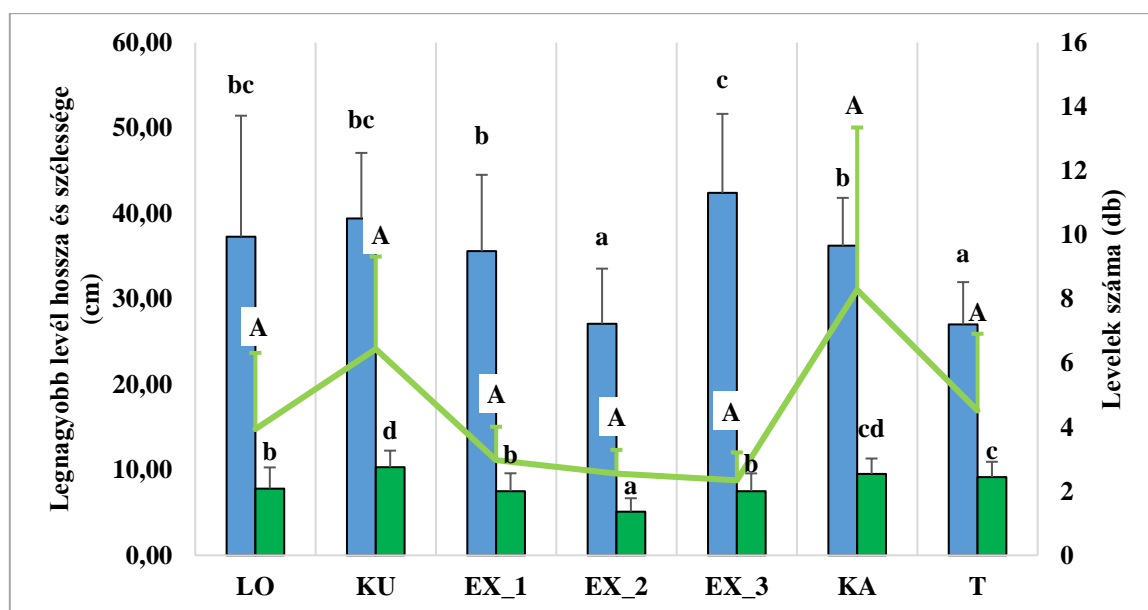 Legnagyobb levél hossza és szélessége
(cm)
60,00
50,00
40,00
30,00
20,00
10,00
0,00
bc
bc
b
a
c
b
a
A
A
A
A
A
A
A
b
d
b
a
b
cd
c
LO
KU
EX_1
EX_2
EX_3
KA
T
16
14
12
10
8
6
4
2
0
Levelek száma (db)